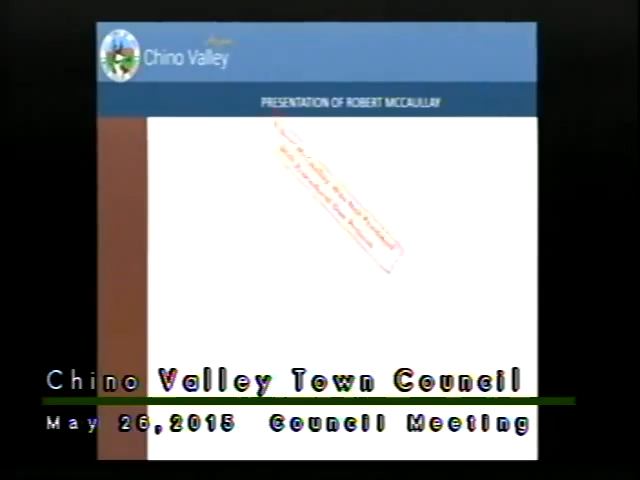 Chino Valley
PRESENTATION OF ROBERT MCCAULLAY
Chino Valley Town Council
May 26,2015 Council Meeting